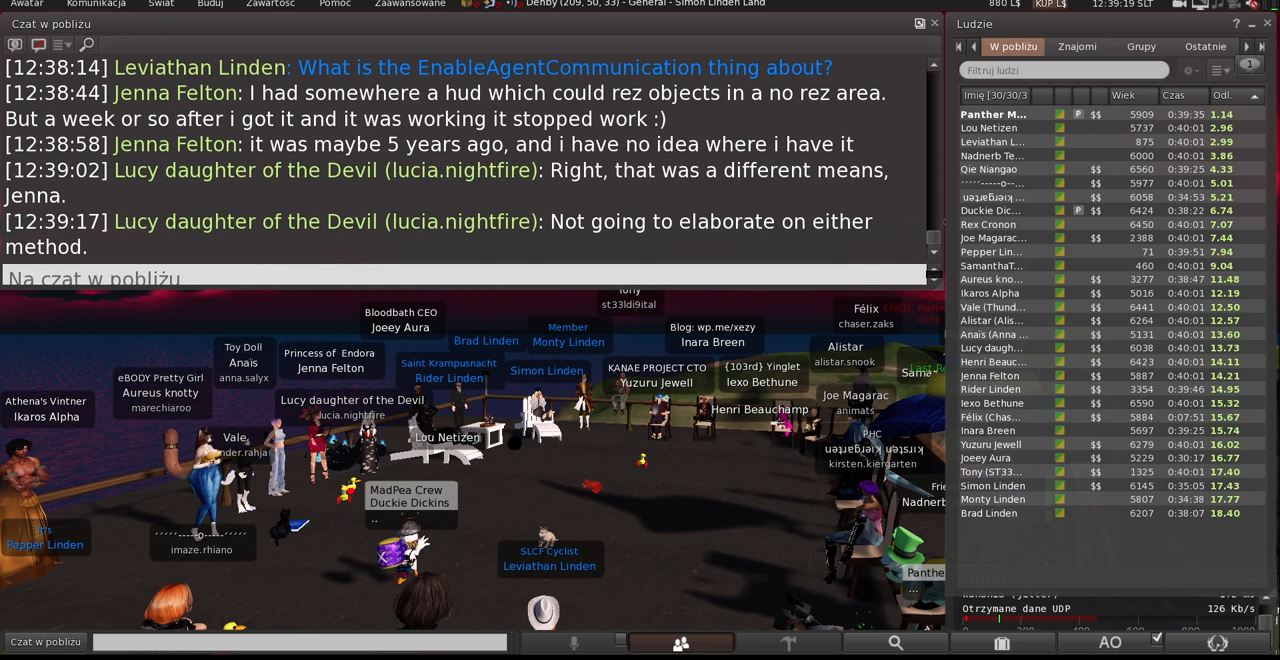 Awatar Komunikacja Świat Buduj Zawartość Pomoc Zaawansowane Denby (209, 50, 33) - General - Simon Linden Land 880 L$ KUP L$ 12:39:19 SLT
Czat w pobliżu
[12:38:14] Leviathan Linden: What is the EnableAgentCommunication thing about?
[12:38:44] Jenna Felton: I had somewhere a hud which could rez objects in a no rez area.
But a week or so after i got it and it was working it stopped work :)
[12:38:58] Jenna Felton: it was maybe 5 years ago, and i have no idea where i have it
[12:39:02] Lucy daughter of the Devil (lucia.nightfire): Right, that was a different means,
Jenna.
[12:39:17] Lucy daughter of the Devil (lucia.nightfire): Not going to elaborate on either
method.
Na czat w pobliżu
Tony
st33ldi9ital
Bloodbath CEO
Joeey Aura
Brad Linden
Member
Monty Linden
Blog: wp.me/xezy
Inara Breen
Félix
chaser.zaks
Toy Doll
Anaïs
anna.salyx
Princess of Endora
Jenna Felton
Saint Krampusnacht
Rider Linden
Simon Linden
KANAE PROJECT CTO
Yuzuru Jewell
{103rd} Yinglet
Iexo Bethune
Alistar
alistar.snook
Sama
eBODY Pretty Girl
Aureus knotty
marechiaroo
Athena's Vintner
Ikaros Alpha
Lucy daughter of the Devil
lucia.nightfire
Henri Beauchamp
Joe Magarac
animats
Vale
nder.rahja
Lou Netizen
PHC
kirsten.kiergarten
MadPea Crew
Duckie Dickins
..
Nadnerb
Pepper Linden
´´´´´-----o--´´´´´
imaze.rhiano
SLCF Cyclist
Leviathan Linden
Panthe
...
Czat w pobliżu
Ludzie
W pobliżu Znajomi Grupy Ostatnie
Filtruj ludzi
1
Imię [30/30/3 Wiek Czas Odl.
Panther M... P $$ 5909 0:39:35 1.14
Lou Netizen 5737 0:40:01 2.96
Leviathan L... 875 0:40:01 2.99
Nadnerb Te... 6000 0:40:01 3.86
Qie Niangao $$ 6560 0:39:25 4.33
´´´´´-----o--... $$ 5977 0:40:01 5.01
$$ 6058 0:34:53 5.21
Duckie Dic... P $$ 6424 0:38:22 6.74
Rex Cronon 6450 0:40:01 7.07
Joe Magarac... $$ 2388 0:40:01 7.44
Pepper Lin... 71 0:39:51 7.94
SamanthaT... 460 0:40:01 9.04
Aureus kno... $$ 3277 0:38:47 11.48
Ikaros Alpha $$ 5016 0:40:01 12.19
Vale (Thund... $$ 6441 0:40:01 12.50
Alistar (Alis... $$ 6264 0:40:01 12.57
Anaïs (Anna ... $$ 5131 0:40:01 13.60
Lucy daugh... $$ 6038 0:40:01 13.73
Henri Beauc... $$ 6423 0:40:01 14.11
Jenna Felton $$ 5887 0:40:01 14.21
Rider Linden $$ 3354 0:39:46 14.95
Iexo Bethune $$ 6590 0:40:01 15.32
Félix (Chas... $$ 5884 0:07:51 15.67
Inara Breen 5697 0:39:25 15.74
Yuzuru Jewell $$ 6279 0:40:01 16.02
Joeey Aura $$ 5229 0:30:17 16.77
Tony (ST33... $$ 1325 0:40:01 17.40
Simon Linden $$ 6145 0:35:05 17.43
Monty Linden 5807 0:34:38 17.77
Brad Linden 6207 0:38:07 18.40
Otrzymane dane UDP 126 Kb/s
AO